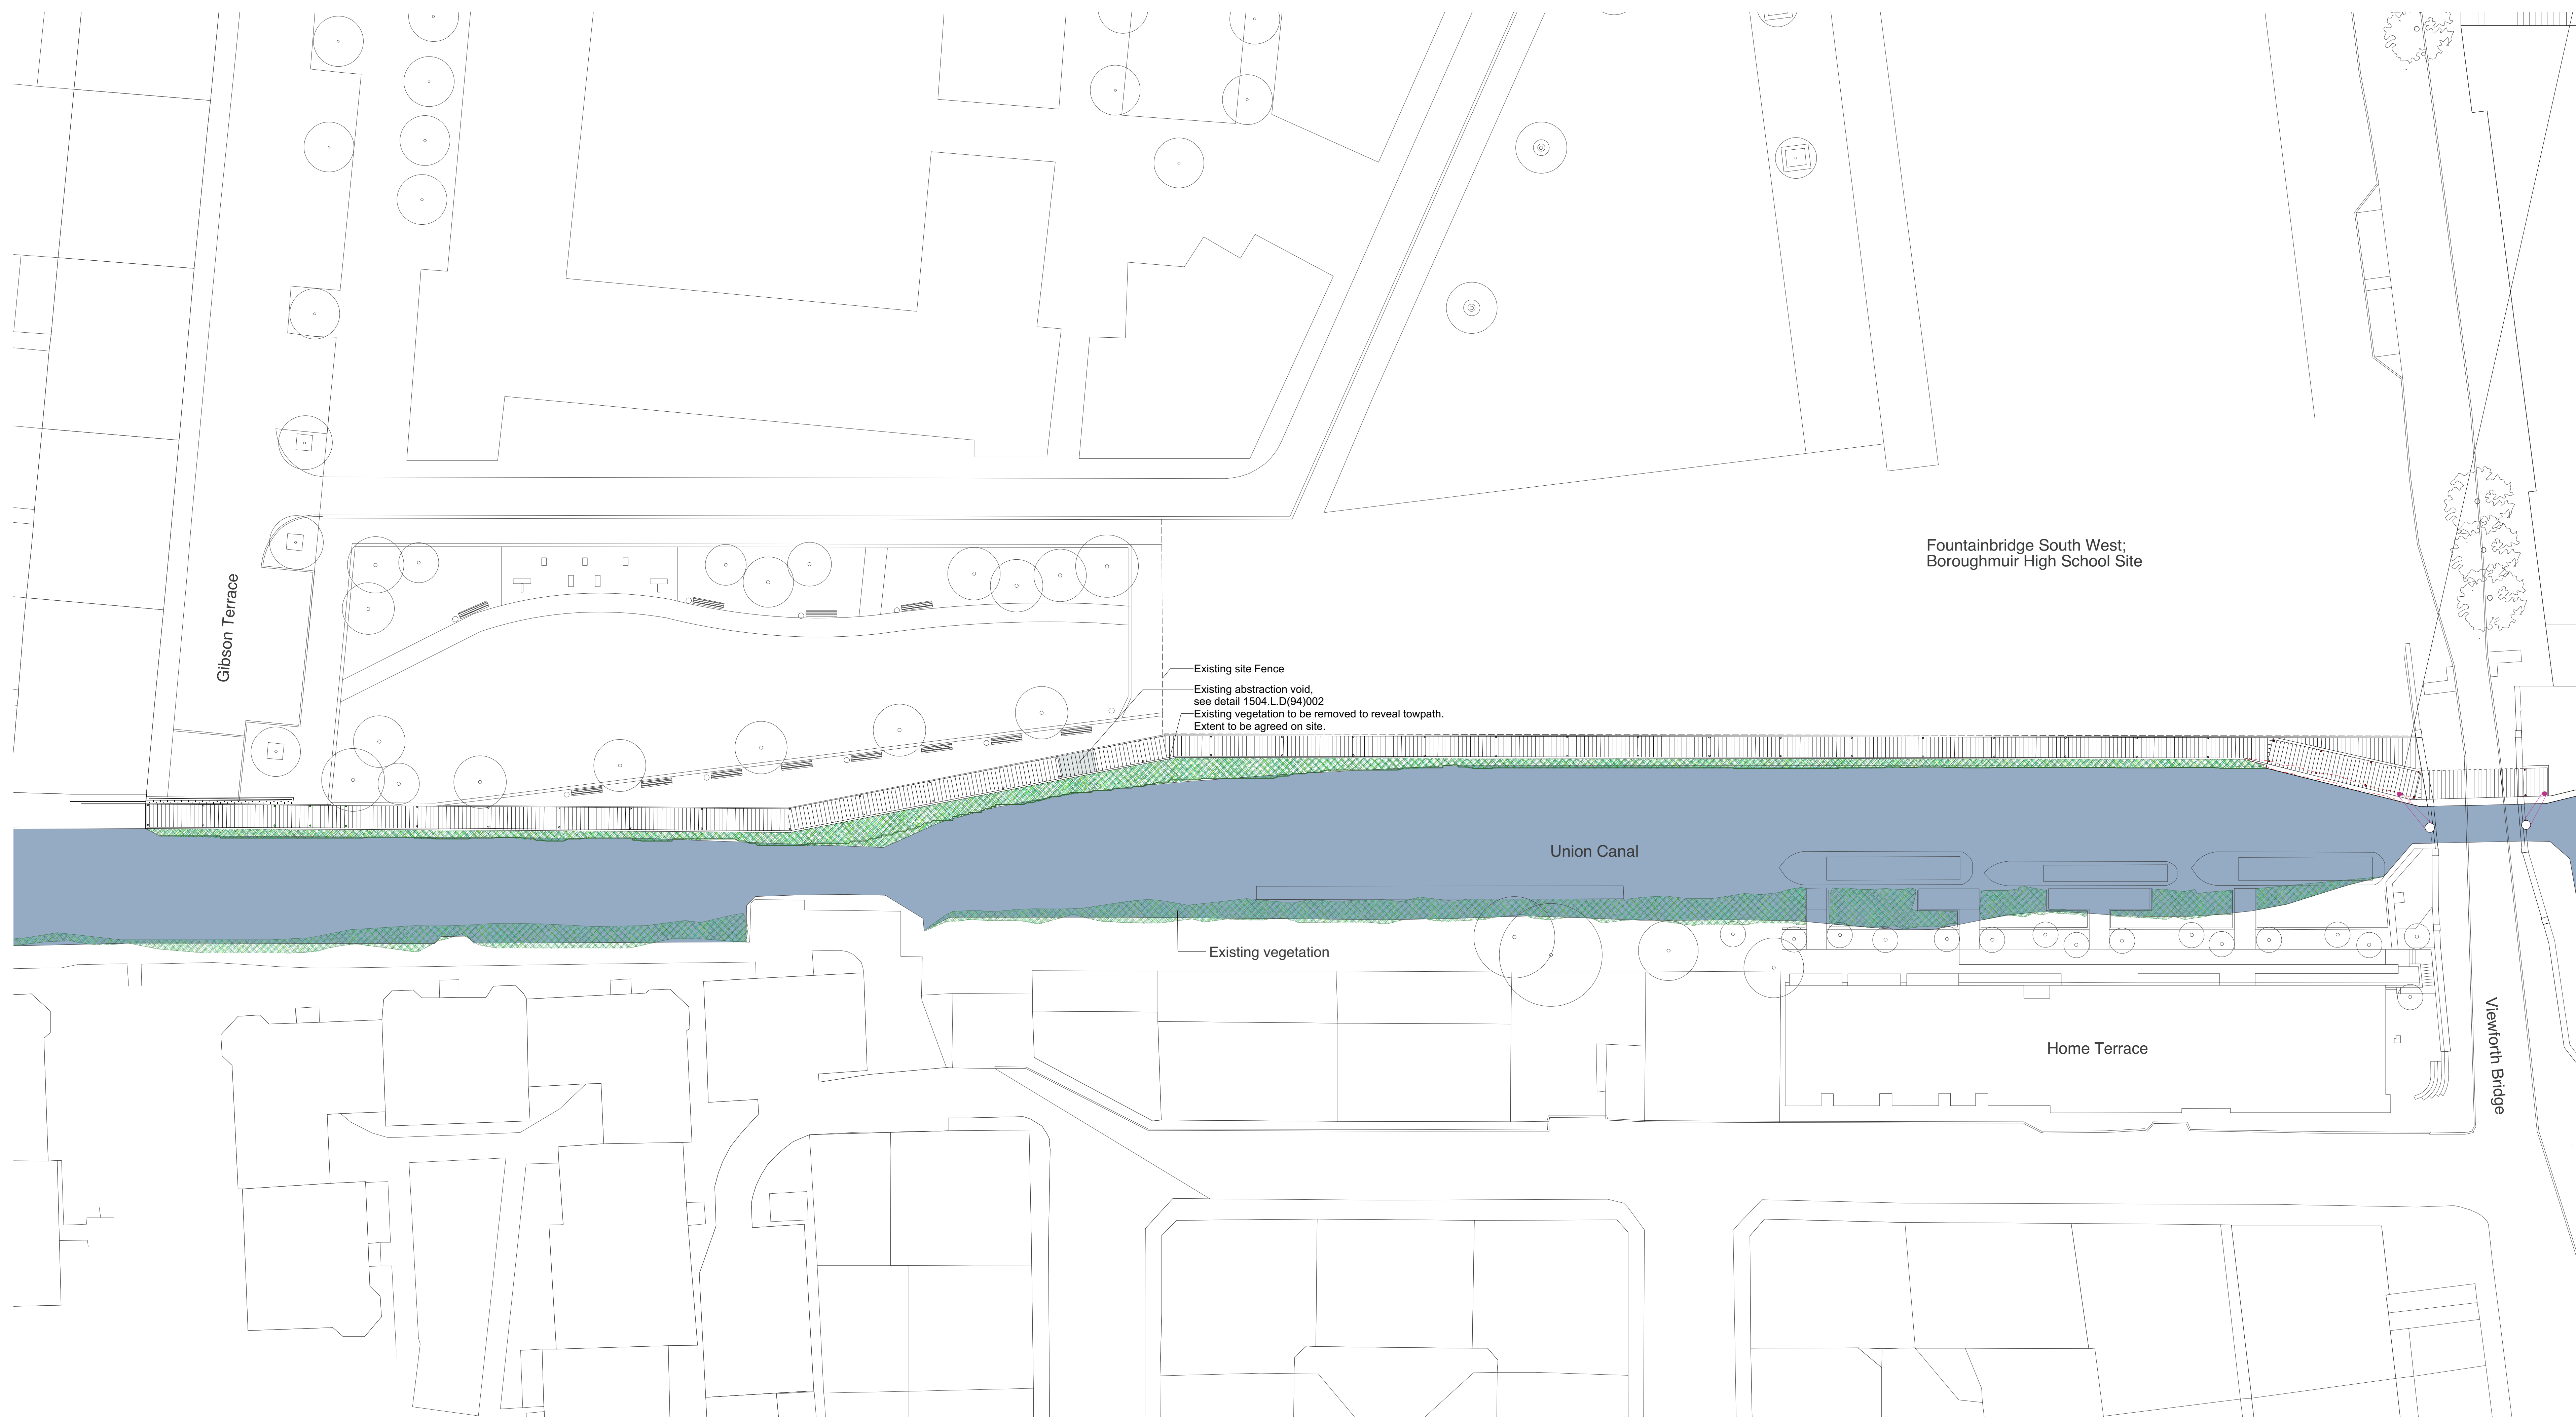 Fountainbridge South West;
Boroughmuir High School Site
Gibson Terrace
Existing site Fence
Existing abstraction void,
see detail 1504.L.D(94)002
Existing vegetation to be removed to reveal towpath.
Extent to be agreed on site.
Union Canal
Existing vegetation
Home Terrace
Viewforth Bridge